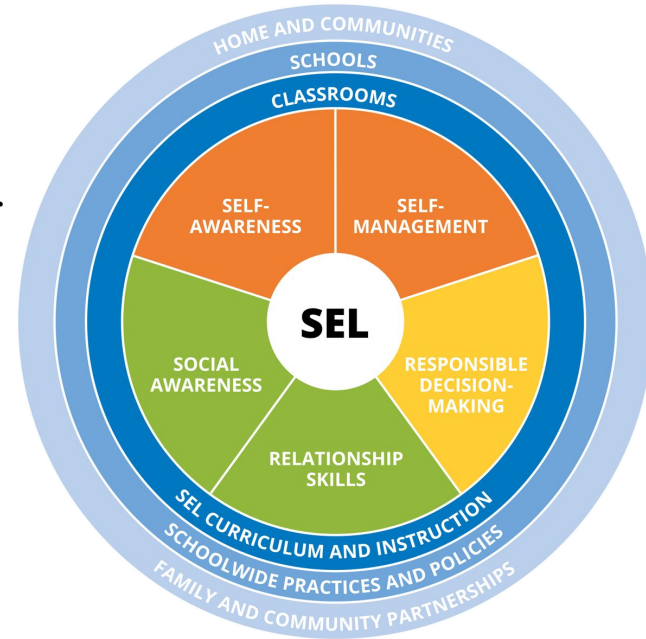 HOME AND COMMUNITIES
SCHOOLS
CLASSROOMS
SELF-
AWARENESS
SELF-
MANAGEMENT
SEL
SOCIAL
AWARENESS
RESPONSIBLE
DECISION-
MAKING
RELATIONSHIP
SKILLS
SEL CURRICULUM AND INSTRUCTION
SCHOOLWIDE PRACTICES AND POLICIES
FAMILY AND COMMUNITY PARTNERSHIPS